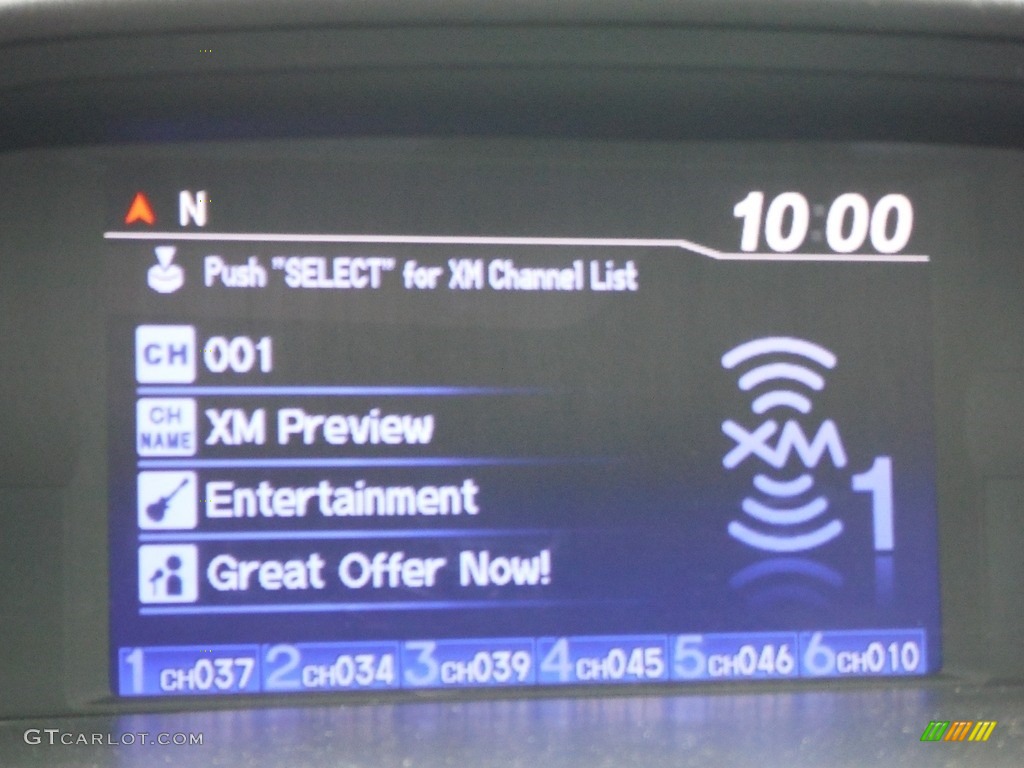 N 10:00
Push "SELECT" for XM Channel List
CH 001
CH NAME XM Preview
Entertainment
Great Offer Now!
XM 1
1 CH037 2 CH034 3 CH039 4 CH045 5 CH046 6 CH010
GTCARLOT.COM